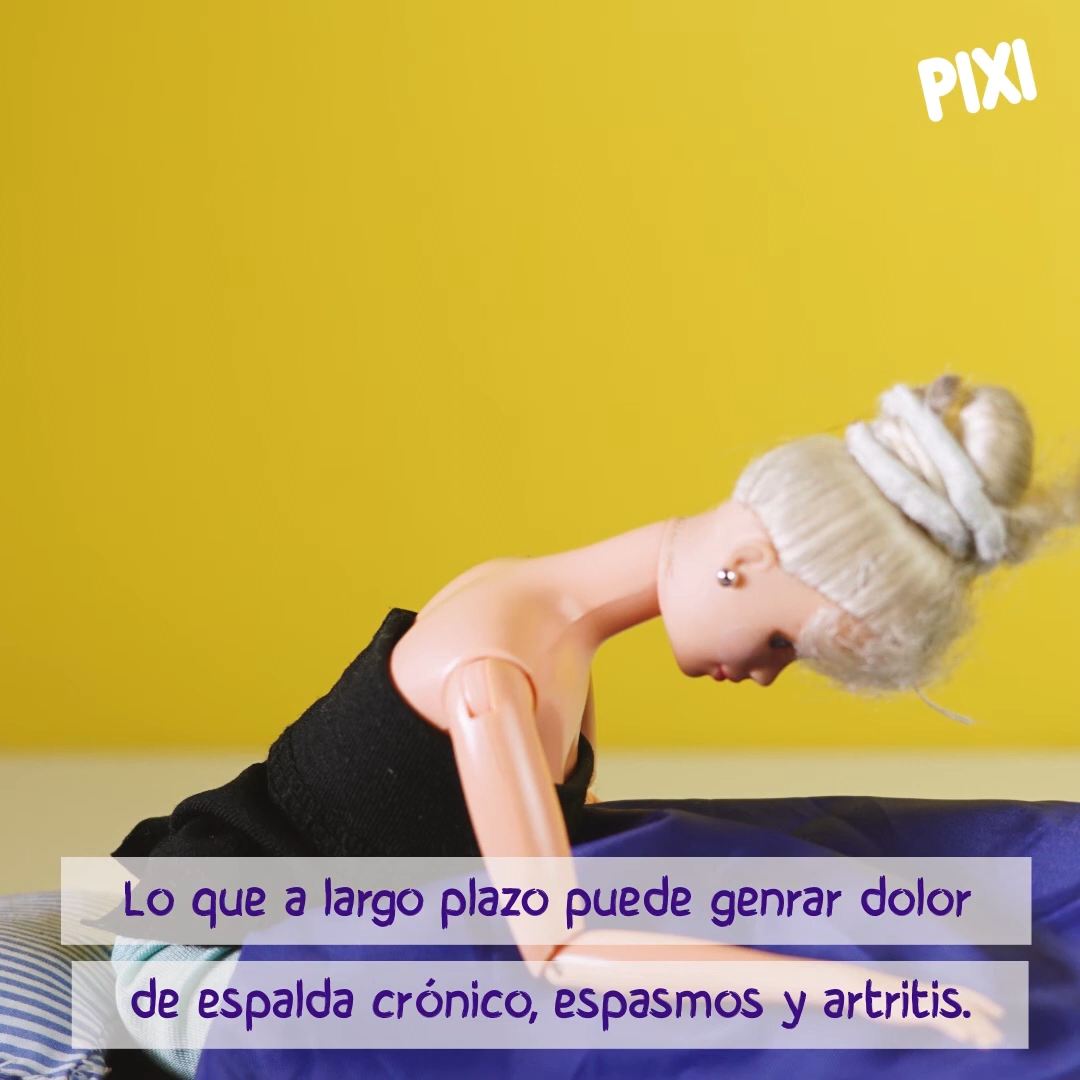 PIXI
Lo que a largo plazo puede genrar dolor
de espalda crónico, espasmos y artritis.